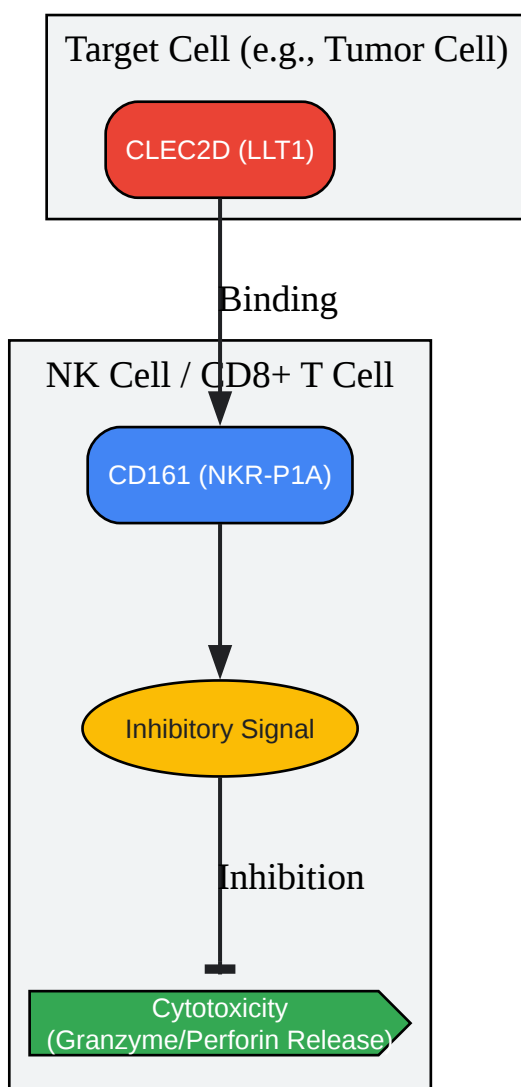 Target Cell (e.g., Tumor Cell)
CLEC2D (LLT1)
Binding
NK Cell / CD8+ T Cell
CD161 (NKR-P1A)
Inhibitory Signal
Inhibition
Cytotoxicity
(Granzyme/Perforin Release)